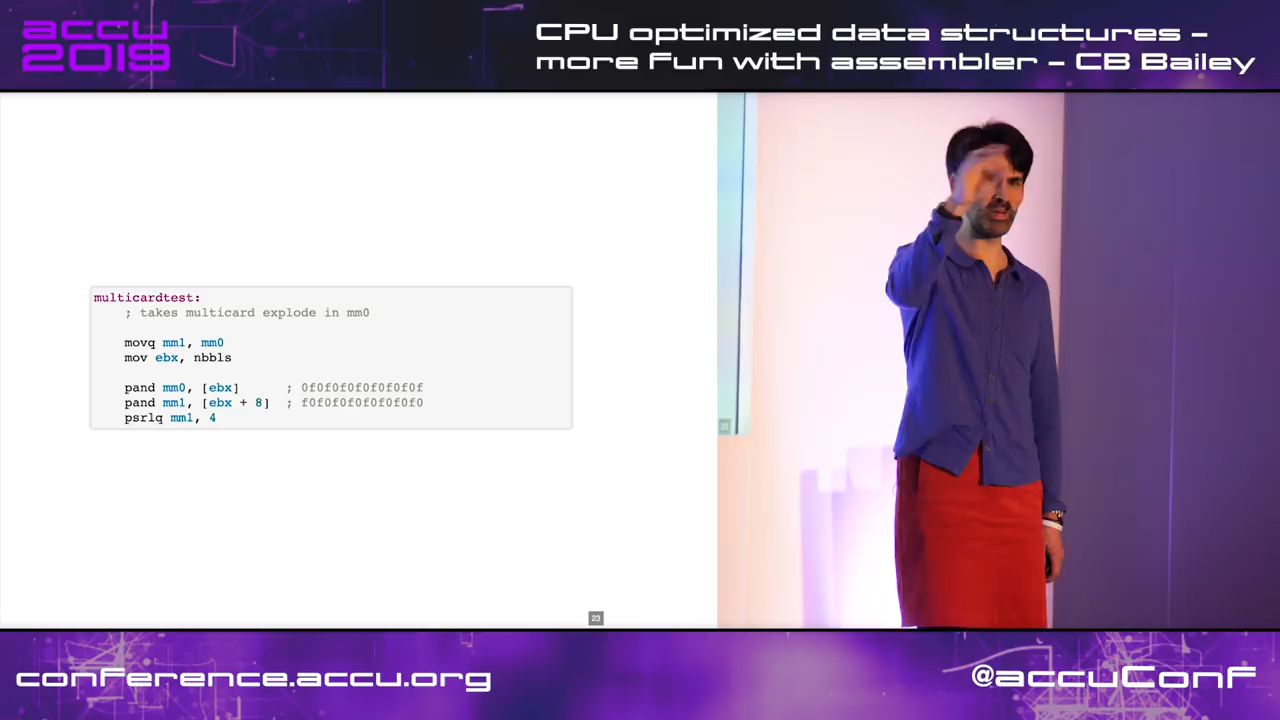 accu
2019
CPU optimized data structures –
more fun with assembler – CB Bailey
multicardtest:
; takes multicard explode in mm0
movq mm1, mm0
mov ebx, nbbls
pand mm0, [ebx] ; 0f0f0f0f0f0f0f0f
pand mm1, [ebx + 8] ; f0f0f0f0f0f0f0f0
psrlq mm1, 4
23
23
conference.accu.org
@accuConf